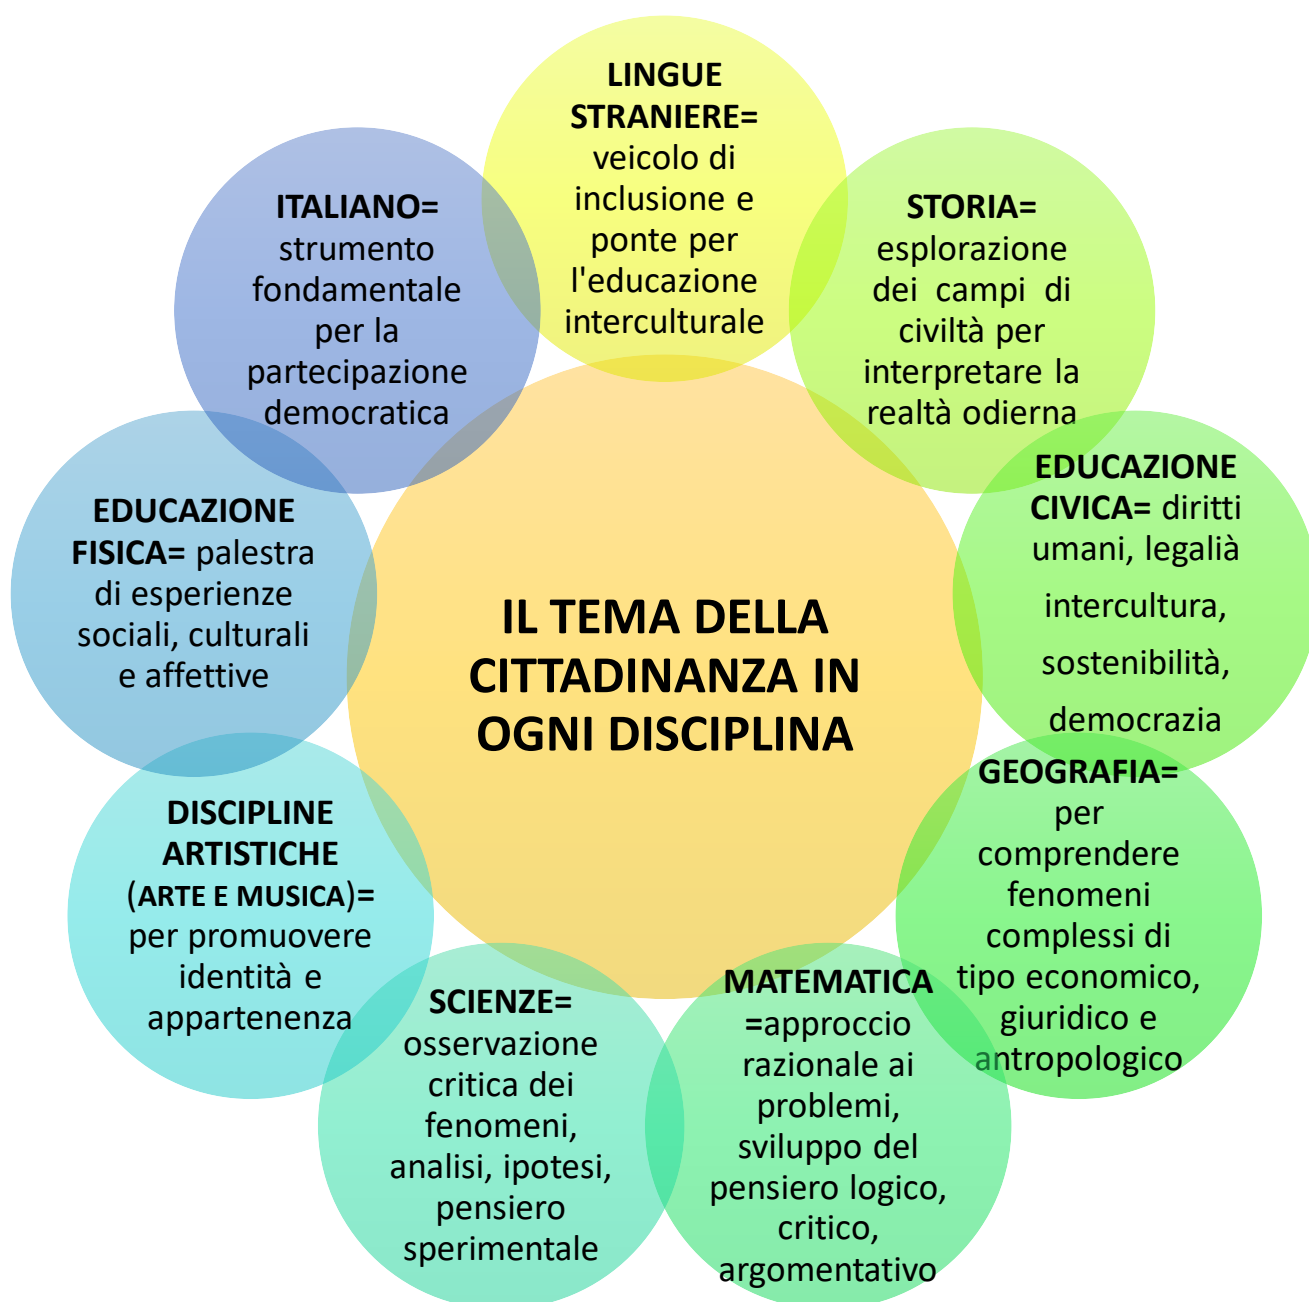 LINGUE
STRANIERE=
veicolo di
inclusione e
ponte per
l'educazione
interculturale
STORIA=
esplorazione
dei campi di
civiltà per
interpretare la
realtà odierna
EDUCAZIONE
CIVICA= diritti
umani, legalià
intercultura,
sostenibilità,
democrazia
GEOGRAFIA=
per
comprendere
fenomeni
complessi di
tipo economico,
giuridico e
antropologico
MATEMATICA
=approccio
razionale ai
problemi,
sviluppo del
pensiero logico,
critico,
argomentativo
SCIENZE=
osservazione
critica dei
fenomeni,
analisi, ipotesi,
pensiero
sperimentale
DISCIPLINE
ARTISTICHE
(ARTE E MUSICA)=
per promuovere
identità e
appartenenza
EDUCAZIONE
FISICA= palestra
di esperienze
sociali, culturali
e affettive
ITALIANO=
strumento
fondamentale
per la
partecipazione
democratica
IL TEMA DELLA
CITTADINANZA IN
OGNI DISCIPLINA